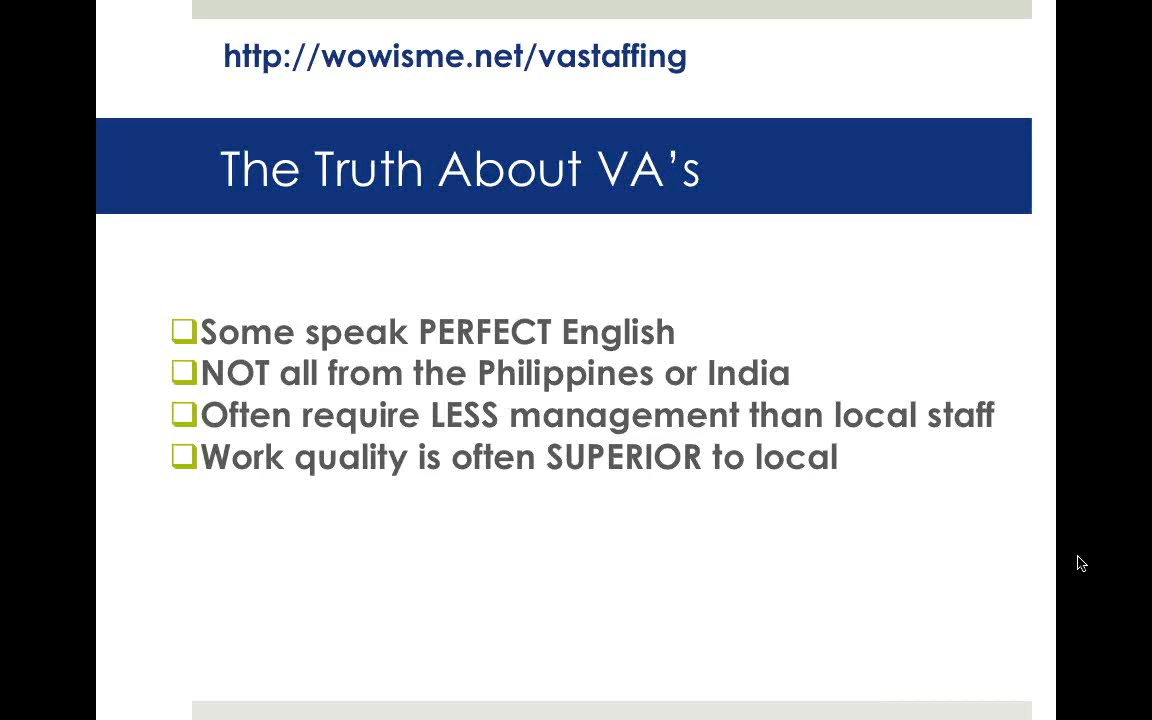 http://wowisme.net/vastaffing
The Truth About VA’s
Some speak PERFECT English
NOT all from the Philippines or India
Often require LESS management than local staff
Work quality is often SUPERIOR to local